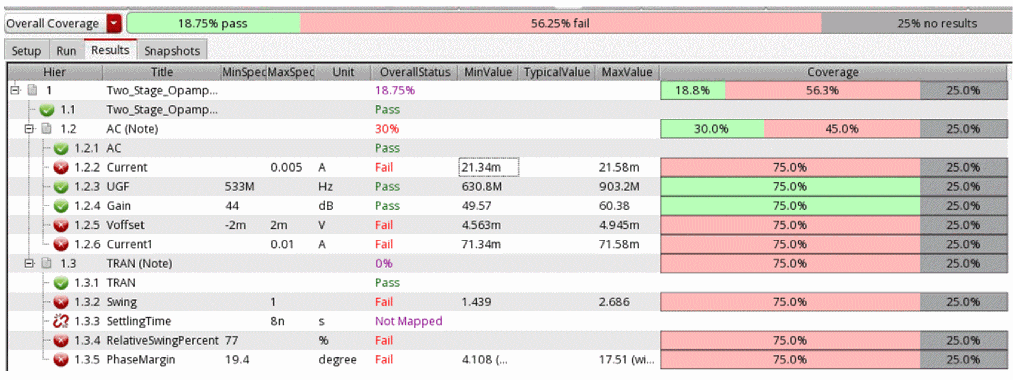 Overall Coverage 18.75% pass 56.25% fail 25% no results
Setup Run Results Snapshots
Hier Title MinSpec MaxSpec Unit OverallStatus MinValue TypicalValue MaxValue Coverage
1 Two_Stage_Opamp... 18.75% 18.8% 56.3% 25.0%
1.1 Two_Stage_Opamp... Pass
1.2 AC (Note) 30% 30.0% 45.0% 25.0%
1.2.1 AC Pass
1.2.2 Current 0.005 A Fail 21.34m 21.58m 75.0% 25.0%
1.2.3 UGF 533M Hz Pass 630.8M 903.2M 75.0% 25.0%
1.2.4 Gain 44 dB Pass 49.57 60.38 75.0% 25.0%
1.2.5 Voffset -2m 2m V Fail 4.563m 4.945m 75.0% 25.0%
1.2.6 Current1 0.01 A Fail 71.34m 71.58m 75.0% 25.0%
1.3 TRAN (Note) 0% 75.0% 25.0%
1.3.1 TRAN Pass
1.3.2 Swing 1 Fail 1.439 2.686 75.0% 25.0%
1.3.3 SettlingTime 8n s Not Mapped
1.3.4 RelativeSwingPercent 77 % Fail 75.0% 25.0%
1.3.5 PhaseMargin 19.4 degree Fail 4.108 (... 17.51 (wi... 75.0% 25.0%